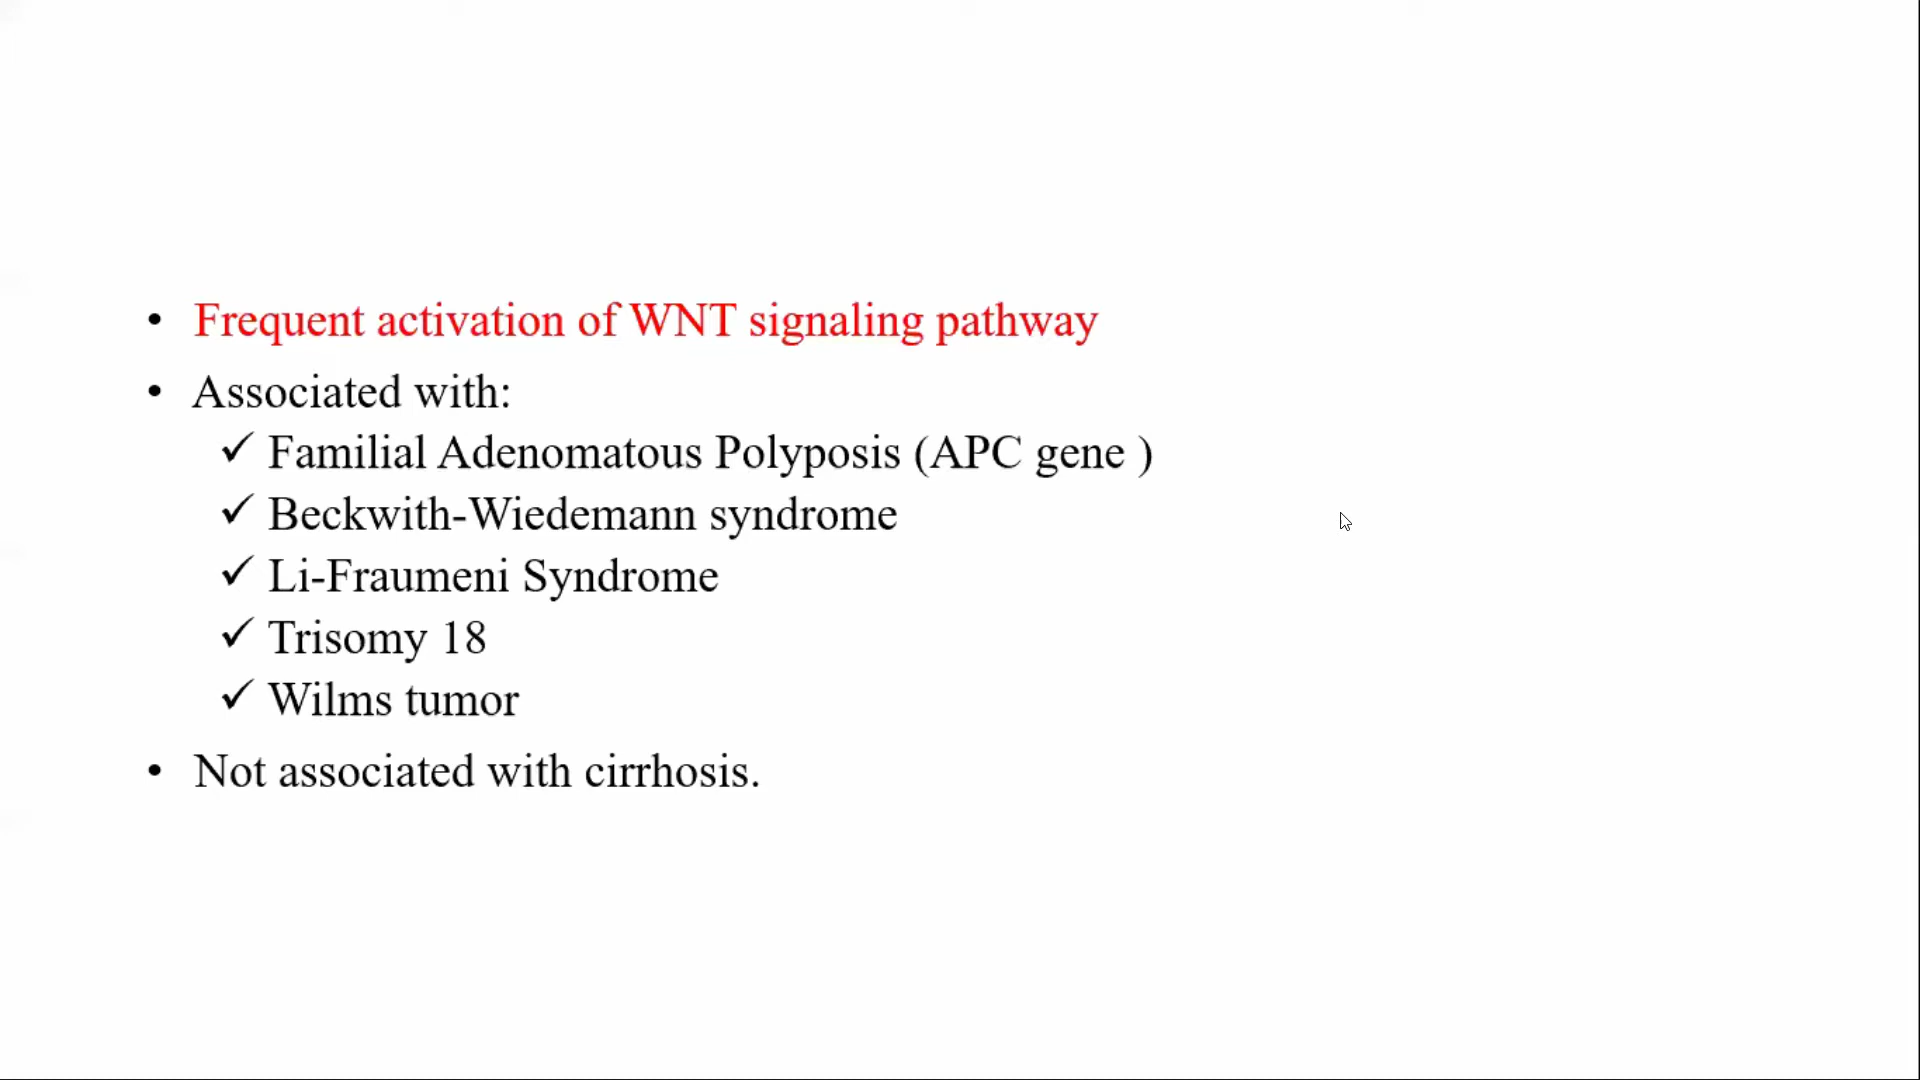 • Frequent activation of WNT signaling pathway
• Associated with:
✓ Familial Adenomatous Polyposis (APC gene )
✓ Beckwith-Wiedemann syndrome
✓ Li-Fraumeni Syndrome
✓ Trisomy 18
✓ Wilms tumor
• Not associated with cirrhosis.